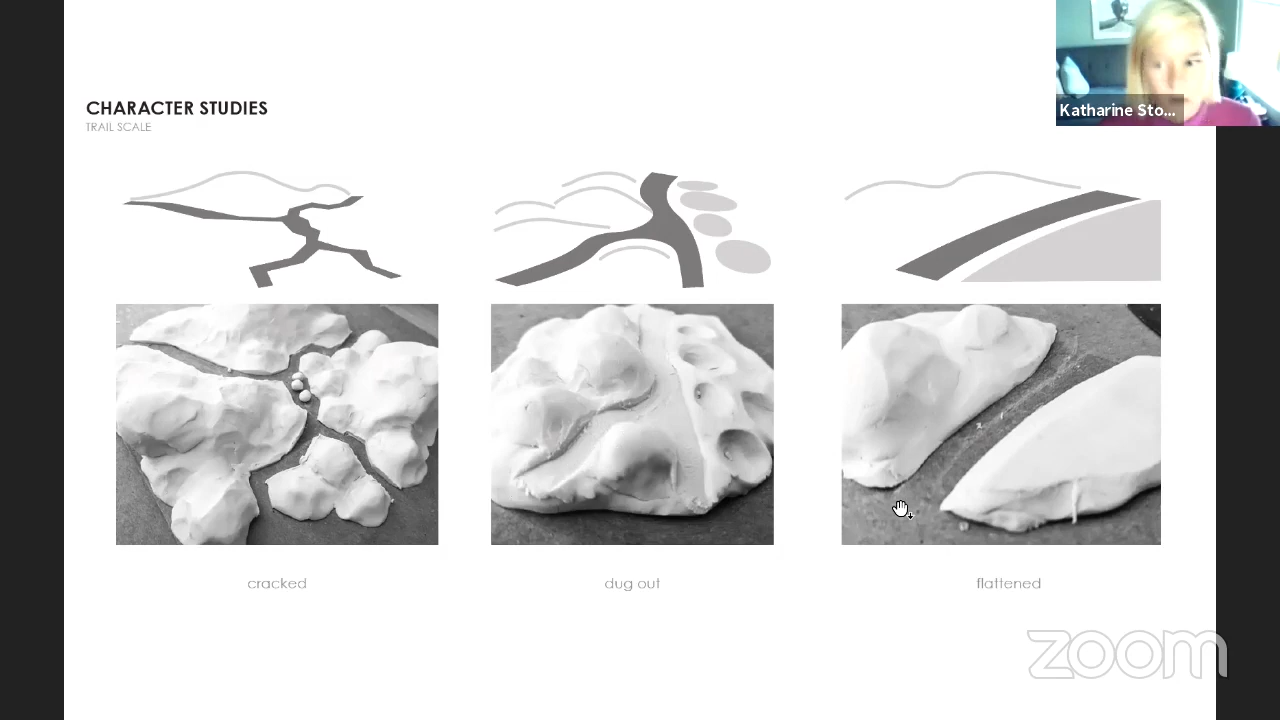 CHARACTER STUDIES
TRAIL SCALE
Katharine Sto...
cracked
dug out
flattened
zoom